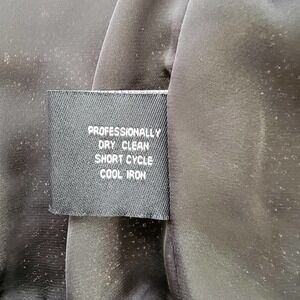 PROFESSIONALLY
DRY CLEAN
SHORT CYCLE
COOL IRON